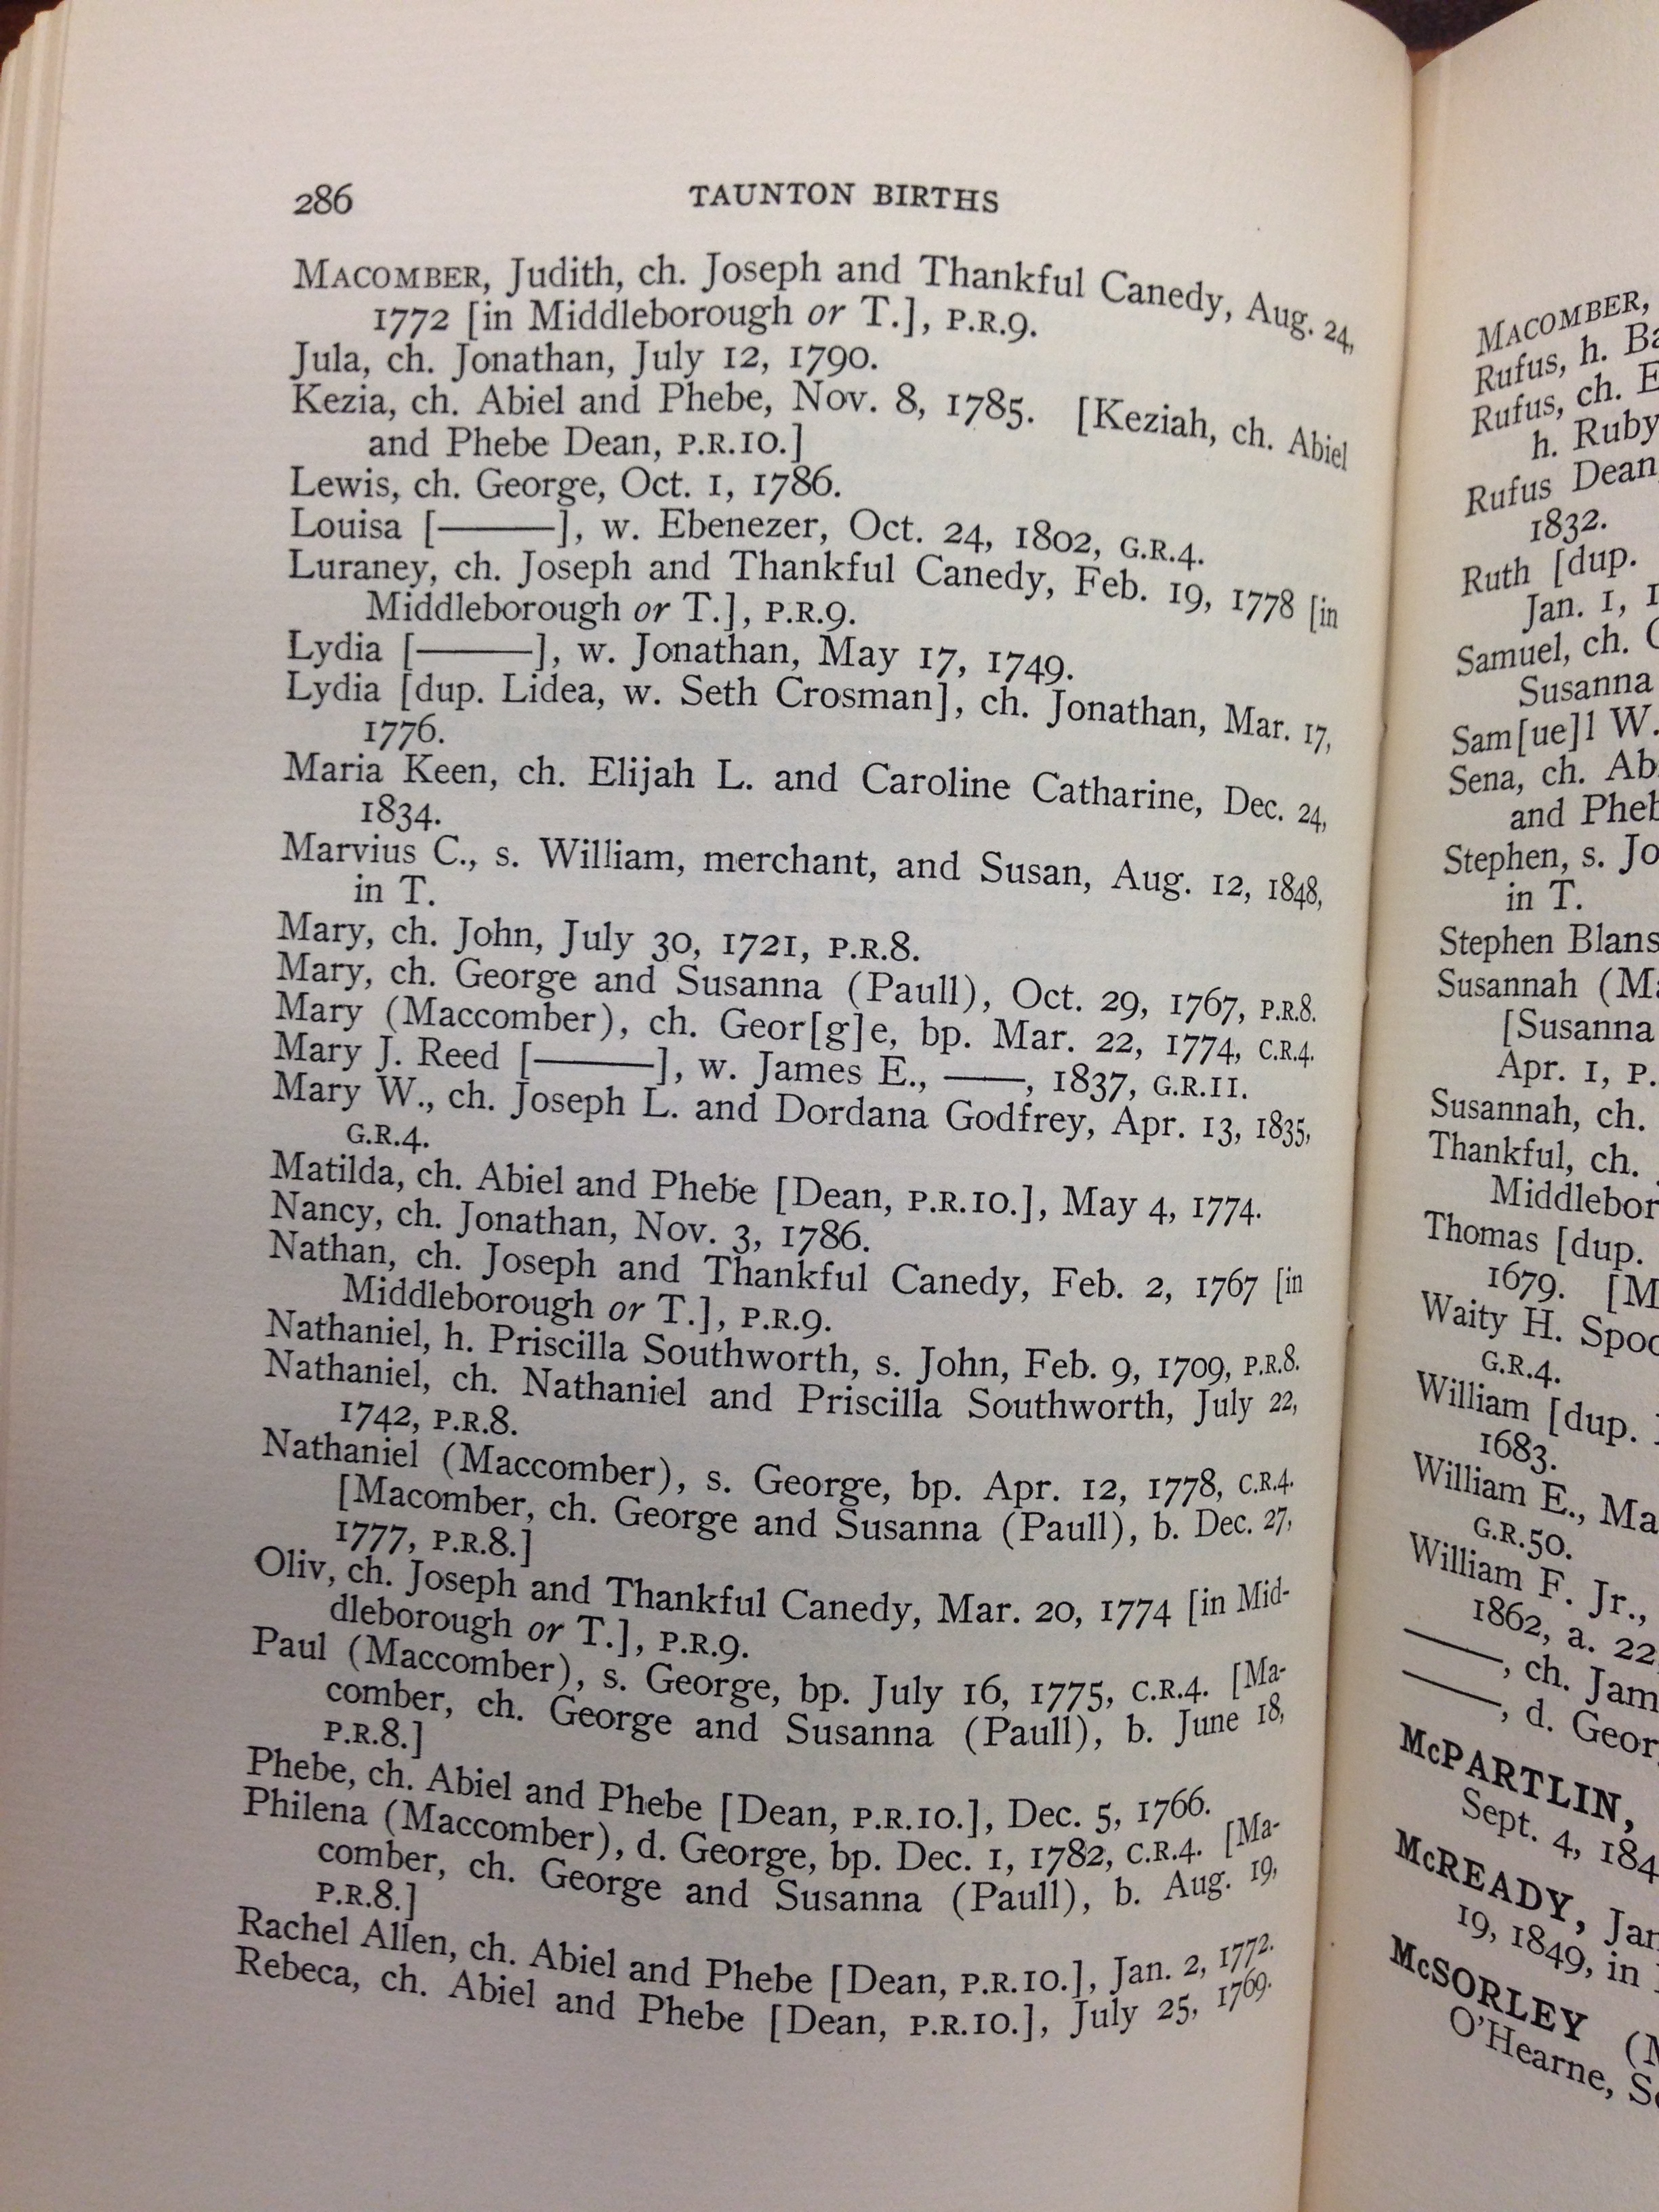 286 TAUNTON BIRTHS
MACOMBER, Judith, ch. Joseph and Thankful Canedy, Aug. 24,
1772 [in Middleborough or T.], P.R.9.
Jula, ch. Jonathan, July 12, 1790.
Kezia, ch. Abiel and Phebe, Nov. 8, 1785. [Keziah, ch. Abiel
and Phebe Dean, P.R.10.]
Lewis, ch. George, Oct. 1, 1786.
Louisa [———], w. Ebenezer, Oct. 24, 1802, G.R.4.
Luraney, ch. Joseph and Thankful Canedy, Feb. 19, 1778 [in
Middleborough or T.], P.R.9.
Lydia [———], w. Jonathan, May 17, 1749.
Lydia [dup. Lidea, w. Seth Crosman], ch. Jonathan, Mar. 17,
1776.
Maria Keen, ch. Elijah L. and Caroline Catharine, Dec. 24,
1834.
Marvius C., s. William, merchant, and Susan, Aug. 12, 1848,
in T.
Mary, ch. John, July 30, 1721, P.R.8.
Mary, ch. George and Susanna (Paull), Oct. 29, 1767, P.R.8.
Mary (Maccomber), ch. Geor[g]e, bp. Mar. 22, 1774, C.R.4.
Mary J. Reed [———], w. James E., ——, 1837, G.R.11.
Mary W., ch. Joseph L. and Dordana Godfrey, Apr. 13, 1835,
G.R.4.
Matilda, ch. Abiel and Phebe [Dean, P.R.10.], May 4, 1774.
Nancy, ch. Jonathan, Nov. 3, 1786.
Nathan, ch. Joseph and Thankful Canedy, Feb. 2, 1767 [in
Middleborough or T.], P.R.9.
Nathaniel, h. Priscilla Southworth, s. John, Feb. 9, 1709, P.R.8.
Nathaniel, ch. Nathaniel and Priscilla Southworth, July 22,
1742, P.R.8.
Nathaniel (Maccomber), s. George, bp. Apr. 12, 1778, C.R.4.
[Macomber, ch. George and Susanna (Paull), b. Dec. 27,
1777, P.R.8.]
Oliv, ch. Joseph and Thankful Canedy, Mar. 20, 1774 [in Mid-
dleborough or T.], P.R.9.
Paul (Maccomber), s. George, bp. July 16, 1775, C.R.4. [Ma-
comber, ch. George and Susanna (Paull), b. June 18,
P.R.8.]
Phebe, ch. Abiel and Phebe [Dean, P.R.10.], Dec. 5, 1766.
Philena (Maccomber), d. George, bp. Dec. 1, 1782, C.R.4. [Ma-
comber, ch. George and Susanna (Paull), b. Aug. 19,
P.R.8.]
Rachel Allen, ch. Abiel and Phebe [Dean, P.R.10.], Jan. 2, 1772.
Rebeca, ch. Abiel and Phebe [Dean, P.R.10.], July 25, 1769.
MACOMBER,
Rufus, h. Ba
Rufus, ch. E
h. Ruby
Rufus Dean
1832.
Ruth [dup.
Jan. 1, 1
Samuel, ch.
Susanna
Sam[ue]l W.
Sena, ch. Ab
and Pheb
Stephen, s. Jo
in T.
Stephen Blans
Susannah (Ma
[Susanna
Apr. 1, P.
Susannah, ch.
Thankful, ch.
Middlebor
Thomas [dup.
1679. [M
Waity H. Spoo
G.R.4.
William [dup.
1683.
William E., Ma
G.R.50.
William F. Jr.,
1862, a. 22
———, ch. Jam
———, d. Geor
McPARTLIN,
Sept. 4, 184
McREADY, Jan
19, 1849, in
McSORLEY (M
O'Hearne, Sc